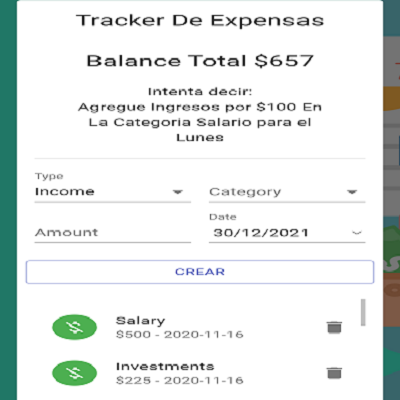 Tracker De Expensas
Balance Total $657
Intenta decir:
Agregue Ingresos por $100 En
La Categoria Salario para el
Lunes
Type
Income
Category
Amount
Date
30/12/2021
CREAR
Salary
$500 - 2020-11-16
Investments
$225 - 2020-11-16